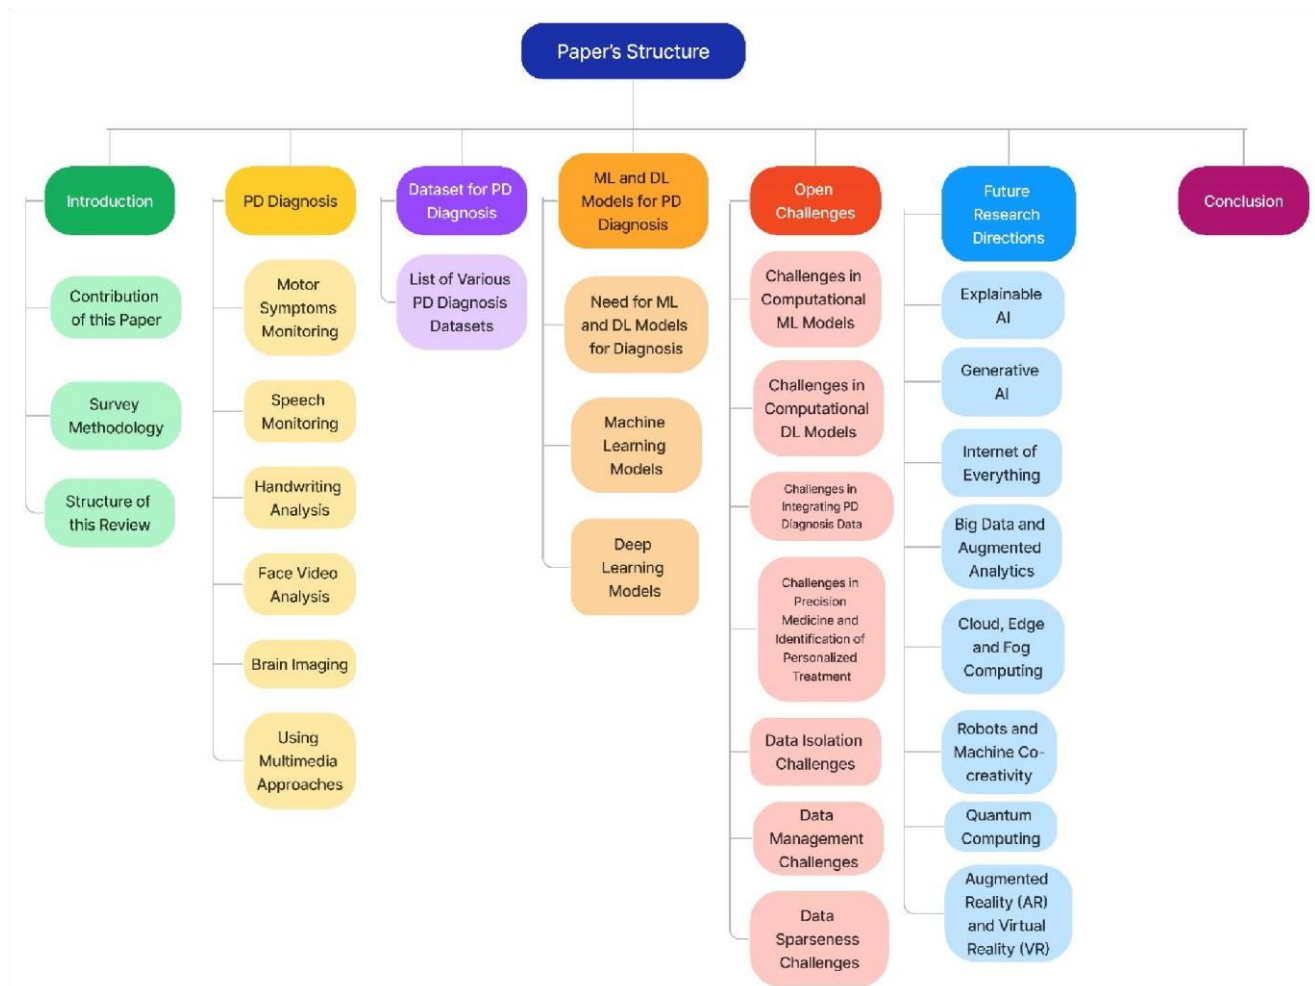 Paper's Structure
Introduction
Contribution
of this Paper
Survey
Methodology
Structure of
this Review
PD Diagnosis
Motor
Symptoms
Monitoring
Speech
Monitoring
Handwriting
Analysis
Face Video
Analysis
Brain Imaging
Using
Multimedia
Approaches
Dataset for PD
Diagnosis
List of Various
PD Diagnosis
Datasets
ML and DL
Models for PD
Diagnosis
Need for ML
and DL Models
for Diagnosis
Machine
Learning
Models
Deep
Learning
Models
Open
Challenges
Challenges in
Computational
ML Models
Challenges in
Computational
DL Models
Challenges in
Integrating PD
Diagnosis Data
Challenges in
Precision
Medicine and
Identification of
Personalized
Treatment
Data Isolation
Challenges
Data
Management
Challenges
Data
Sparseness
Challenges
Future
Research
Directions
Explainable
AI
Generative
AI
Internet of
Everything
Big Data and
Augmented
Analytics
Cloud, Edge
and Fog
Computing
Robots and
Machine Co-
creativity
Quantum
Computing
Augmented
Reality (AR)
and Virtual
Reality (VR)
Conclusion